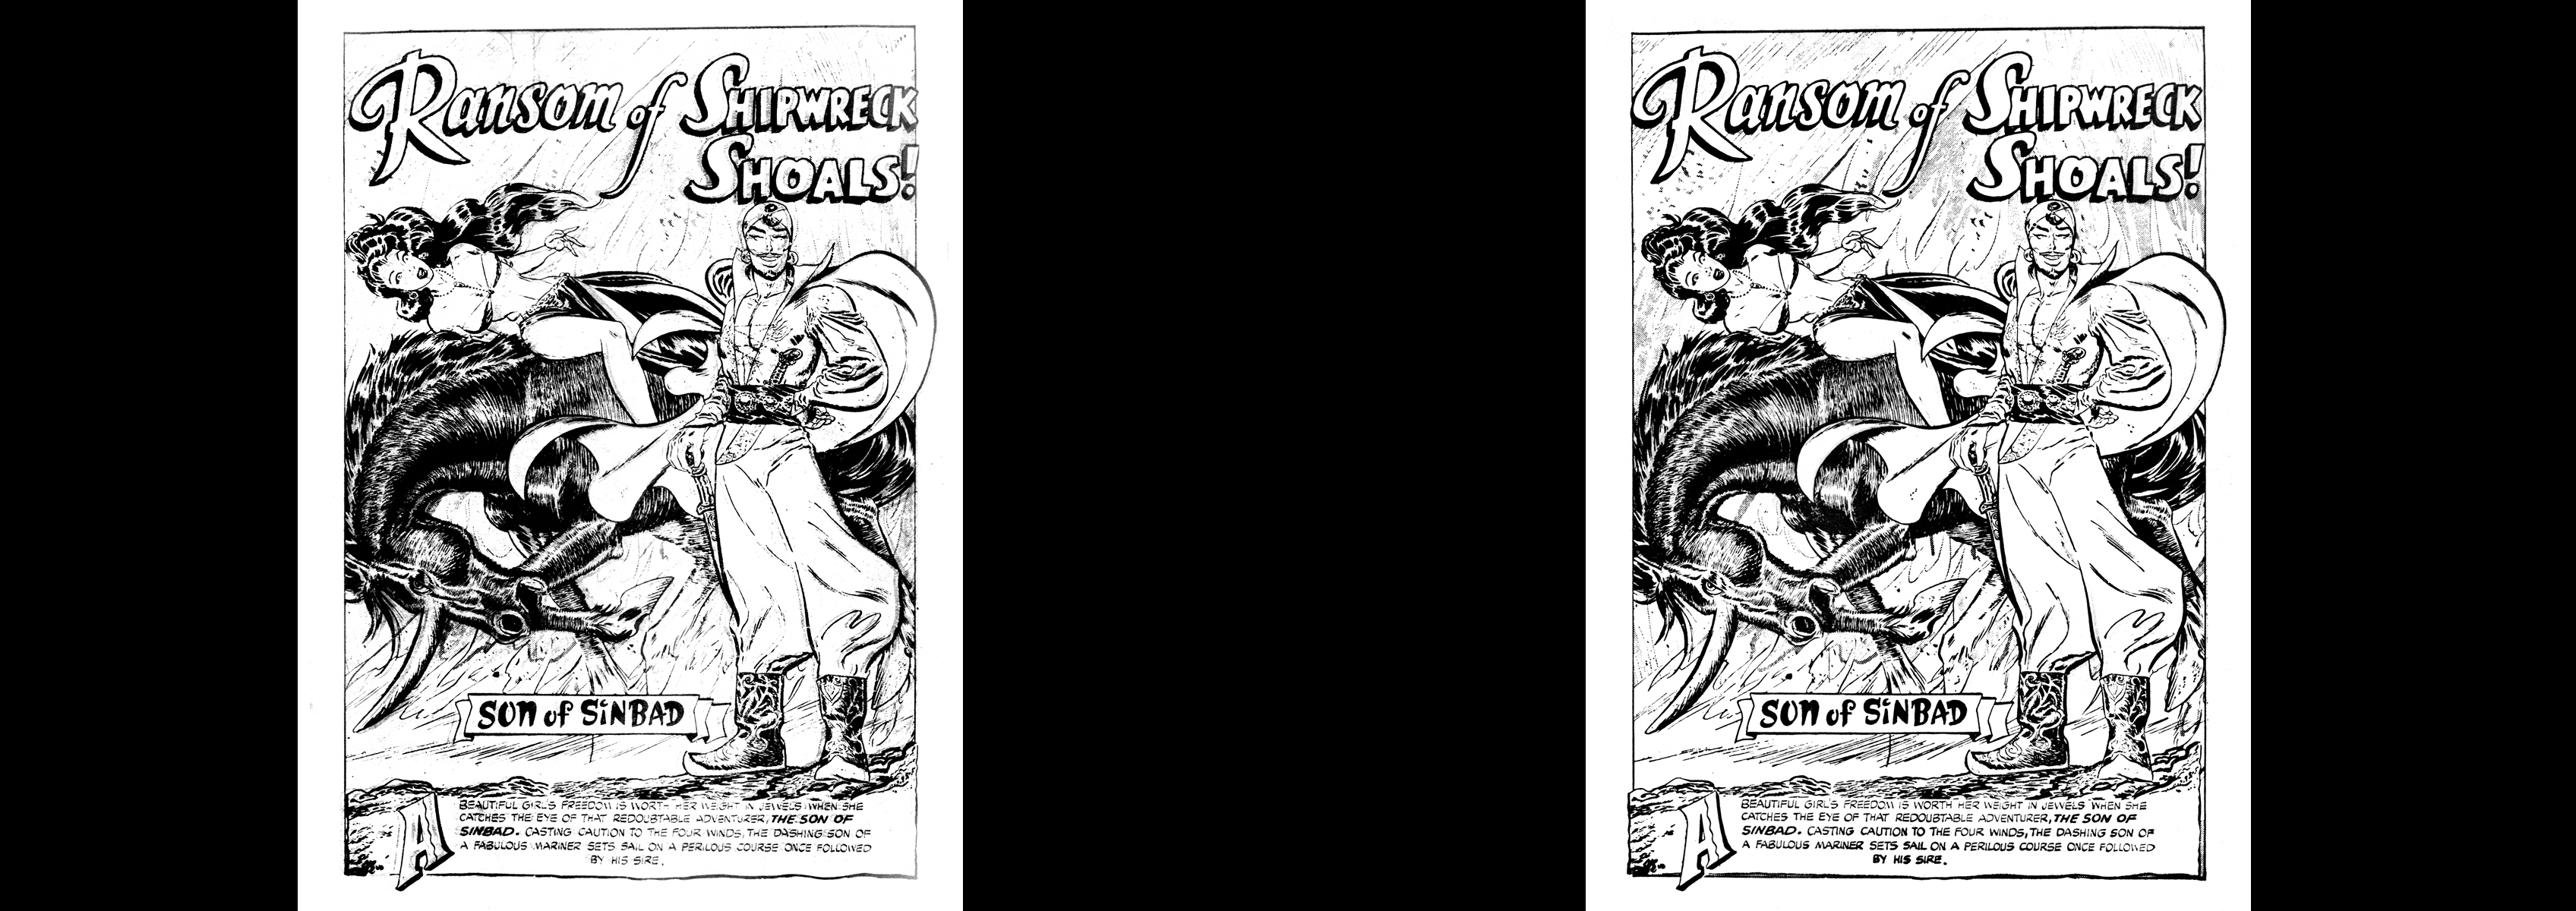 Ransom of Shipwreck
Shoals!
SON of SiNBAD
A BEAUTIFUL GIRL'S FREEDOM IS WORTH HER WEIGHT IN JEWELS WHEN SHE
CATCHES THE EYE OF THAT REDOUBTABLE ADVENTURER, THE SON OF
SINBAD. CASTING CAUTION TO THE FOUR WINDS, THE DASHING SON OF
A FABULOUS MARINER SETS SAIL ON A PERILOUS COURSE ONCE FOLLOWED
BY HIS SIRE.
Ransom of Shipwreck
Shoals!
SON of SiNBAD
A BEAUTIFUL GIRL'S FREEDOM IS WORTH HER WEIGHT IN JEWELS WHEN SHE
CATCHES THE EYE OF THAT REDOUBTABLE ADVENTURER, THE SON OF
SINBAD. CASTING CAUTION TO THE FOUR WINDS, THE DASHING SON OF
A FABULOUS MARINER SETS SAIL ON A PERILOUS COURSE ONCE FOLLOWED
BY HIS SIRE.